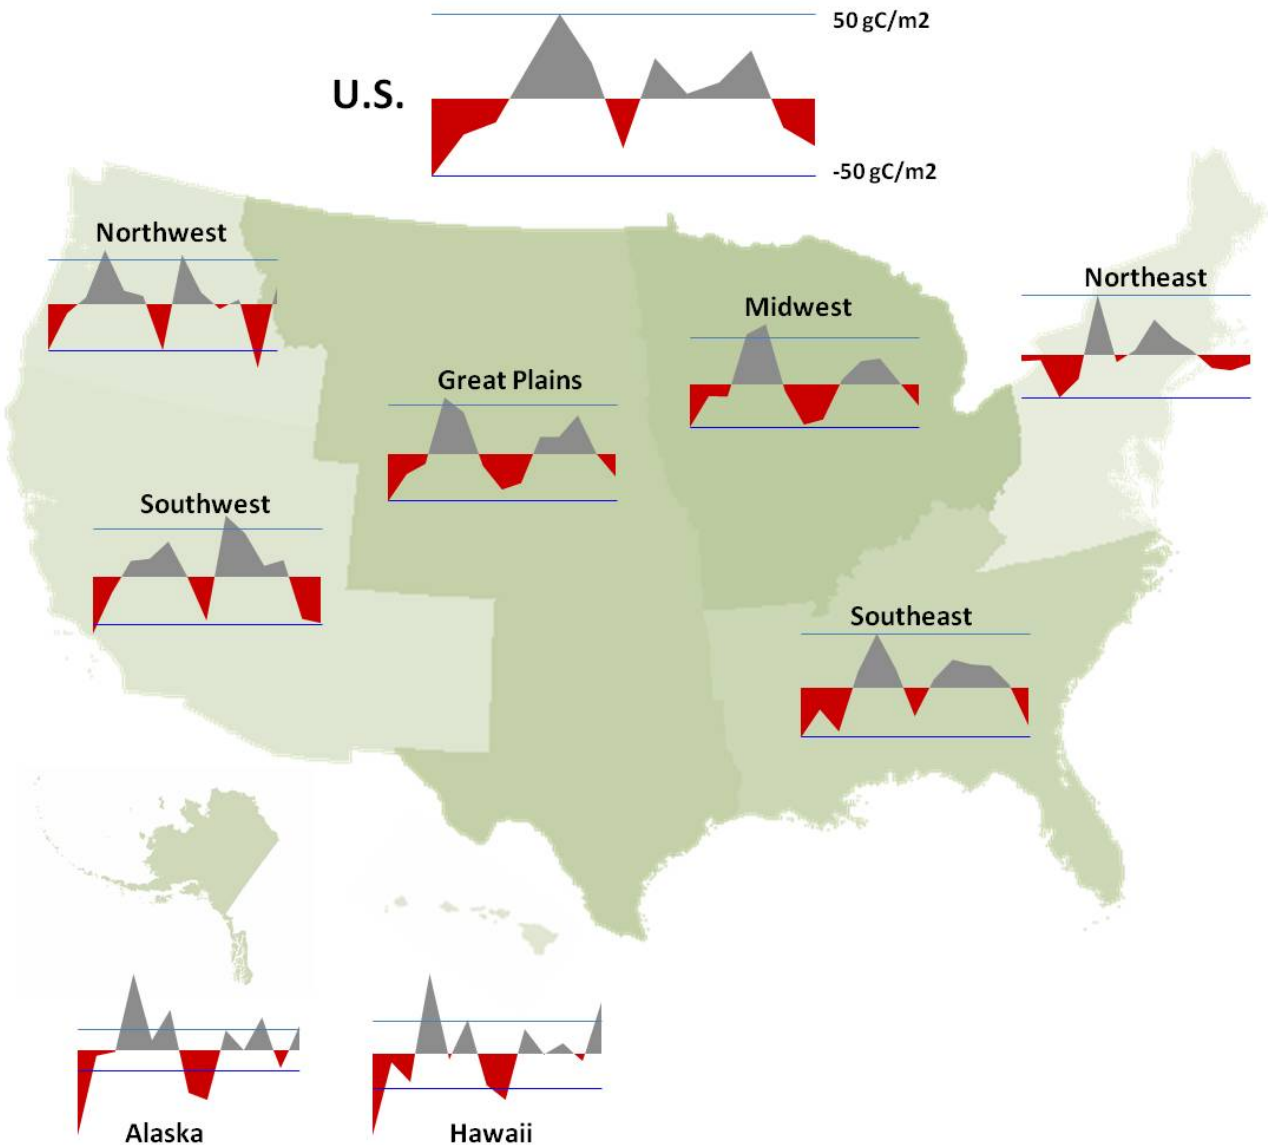 50 gC/m2
U.S.
-50 gC/m2
Northwest
Northeast
Midwest
Great Plains
Southwest
Southeast
Alaska
Hawaii